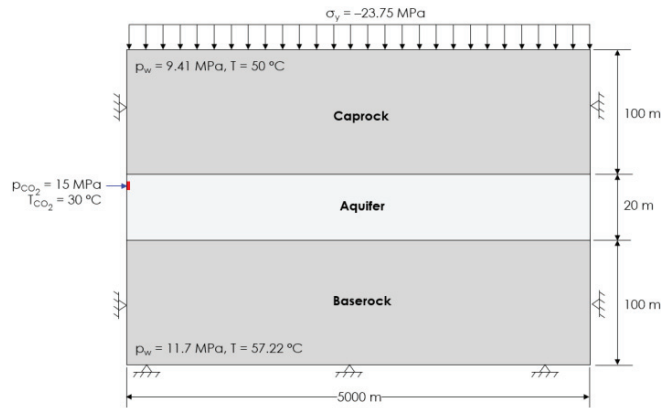 σy = –23.75 MPa
pw = 9.41 MPa, T = 50 °C
Caprock
100 m
pCO2 = 15 MPa
TCO2 = 30 °C
Aquifer
20 m
Baserock
100 m
pw = 11.7 MPa, T = 57.22 °C
5000 m